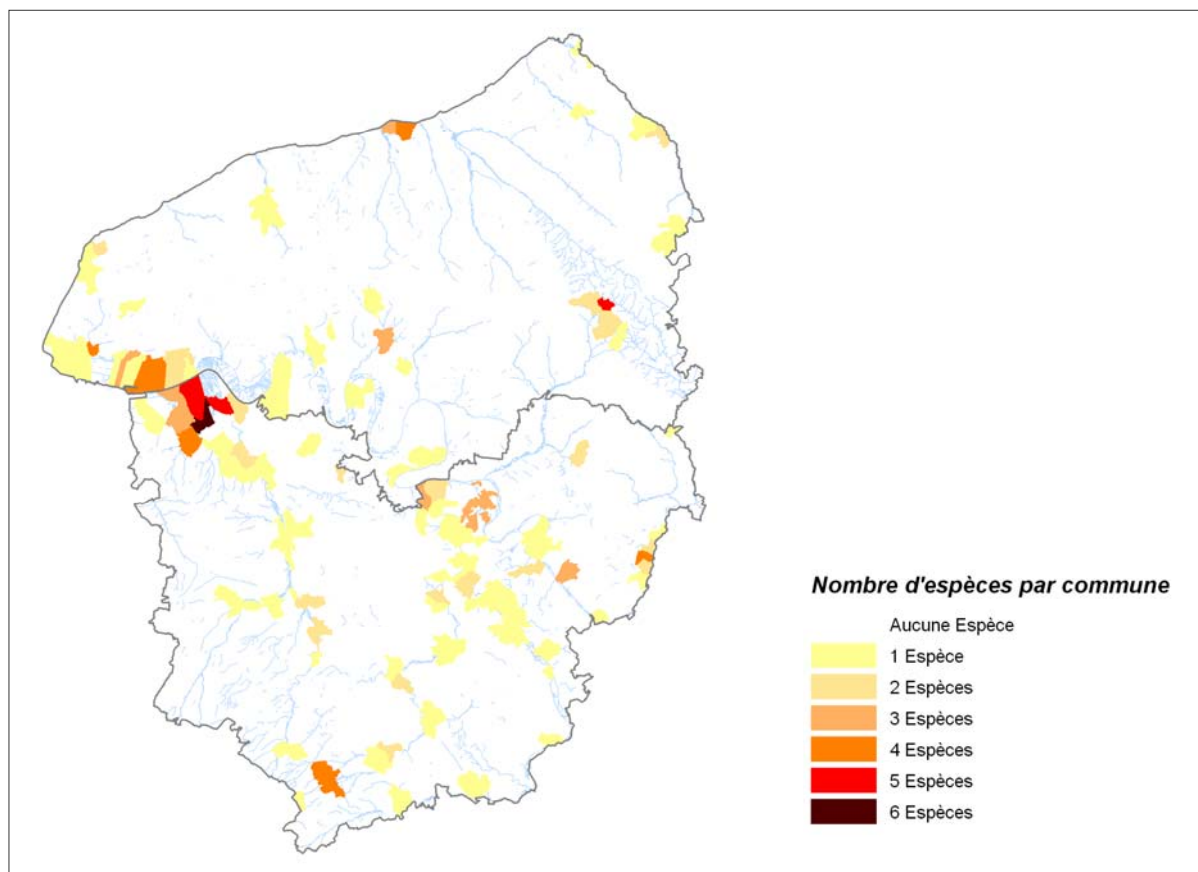 Nombre d'espèces par commune
Aucune Espèce
1 Espèce
2 Espèces
3 Espèces
4 Espèces
5 Espèces
6 Espèces